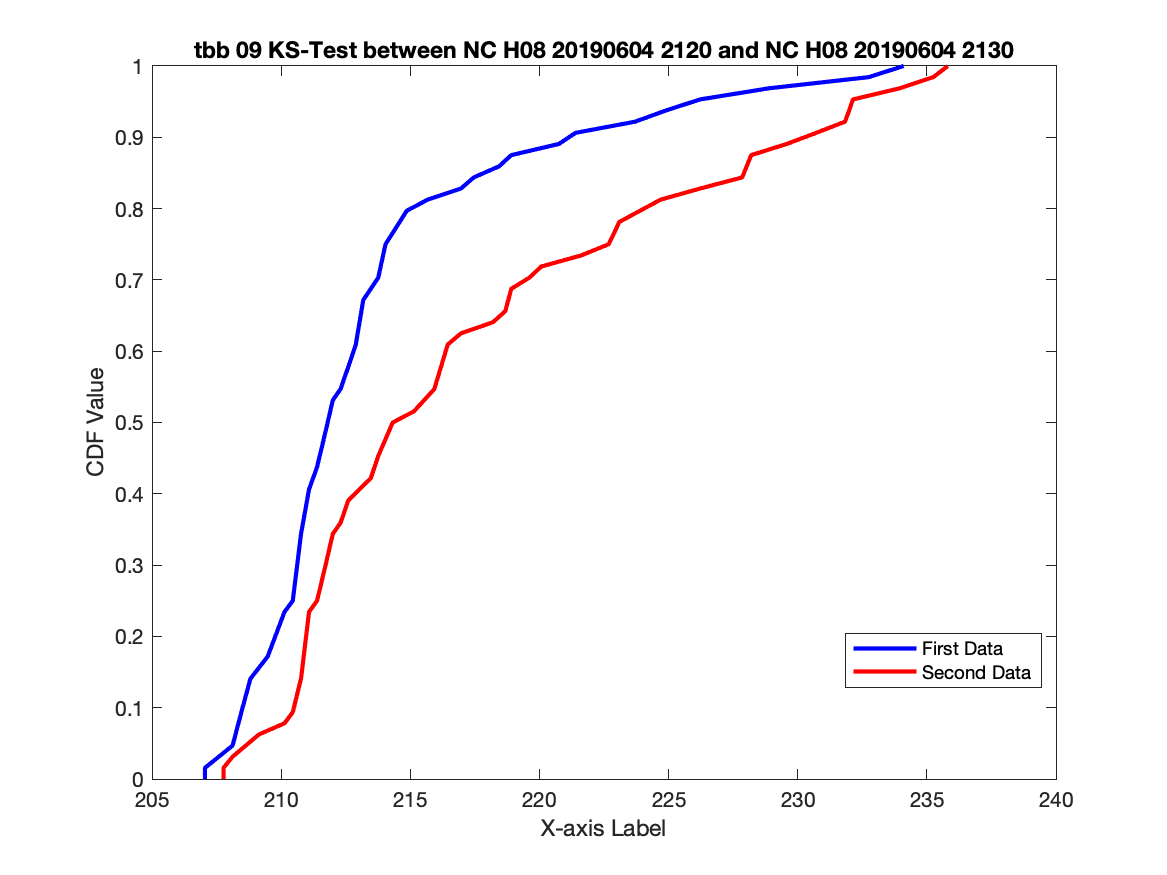 tbb 09 KS-Test between NC H08 20190604 2120 and NC H08 20190604 2130
1
0.9
0.8
0.7
0.6
0.5
0.4
0.3
0.2
0.1
0
CDF Value
First Data
Second Data
205 210 215 220 225 230 235 240
X-axis Label